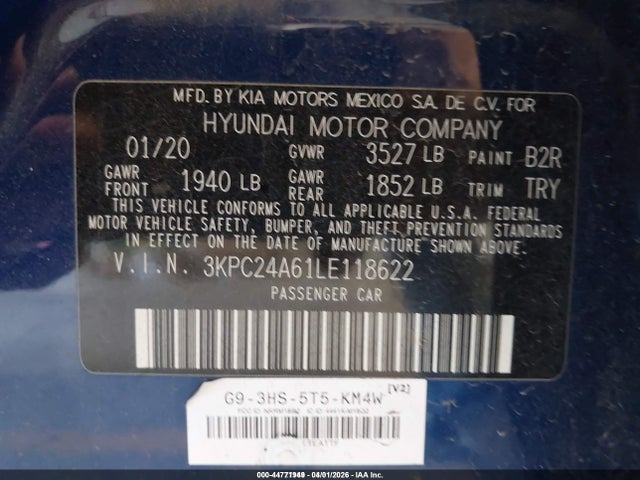 MFD. BY KIA MOTORS MEXICO S.A. DE C.V. FOR
HYUNDAI MOTOR COMPANY
01/20 GVWR 3527 LB PAINT B2R
GAWR FRONT 1940 LB GAWR REAR 1852 LB TRIM TRY
THIS VEHICLE CONFORMS TO ALL APPLICABLE U.S.A. FEDERAL
MOTOR VEHICLE SAFETY, BUMPER, AND THEFT PREVENTION STANDARDS
IN EFFECT ON THE DATE OF MANUFACTURE SHOWN ABOVE.
V.I.N. 3KPC24A61LE118622
PASSENGER CAR
G9-3HS-5T5-KM4W [V2]
000-44771949 - 04/01/2026 - IAA Inc.